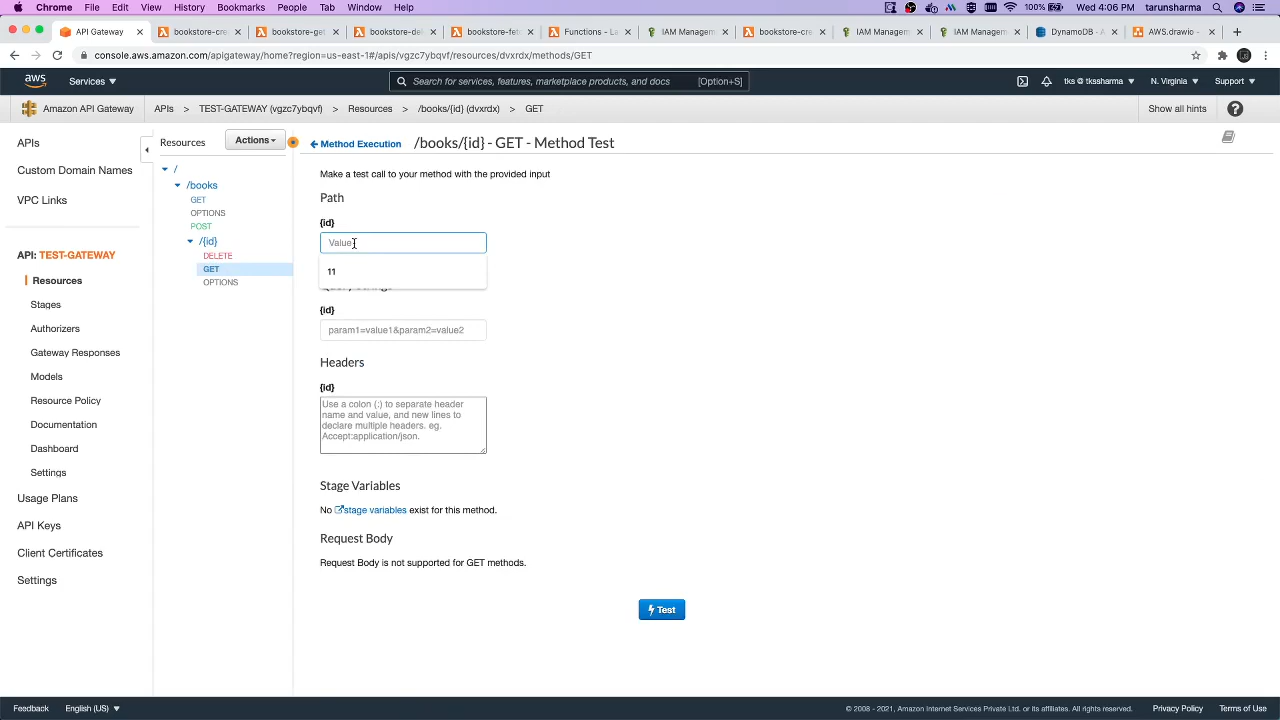 Chrome File Edit View History Bookmarks People Tab Window Help 100% Wed 4:06 PM tarunsharma
API Gateway bookstore-cre bookstore-get bookstore-del bookstore-fet Functions - La IAM Managem bookstore-cre IAM Managem IAM Managem DynamoDB - A AWS.drawio -
console.aws.amazon.com/apigateway/home?region=us-east-1#/apis/vgzc7ybqvf/resources/dvxrdx/methods/GET
aws Services Search for services, features, marketplace products, and docs [Option+S] tks @ tkssharma N. Virginia Support
Amazon API Gateway APIs > TEST-GATEWAY (vgzc7ybqvf) > Resources > /books/{id} (dvxrdx) > GET Show all hints ?
APIs
Custom Domain Names
VPC Links
API: TEST-GATEWAY
Resources
Stages
Authorizers
Gateway Responses
Models
Resource Policy
Documentation
Dashboard
Settings
Usage Plans
API Keys
Client Certificates
Settings
Resources Actions
/
/books
GET
OPTIONS
POST
/{id}
DELETE
GET
OPTIONS
Method Execution /books/{id} - GET - Method Test
Make a test call to your method with the provided input
Path
{id}
Value
11
Query Strings
{id}
param1=value1&param2=value2
Headers
{id}
Use a colon (:) to separate header
name and value, and new lines to
declare multiple headers. eg.
Accept:application/json.
Stage Variables
No stage variables exist for this method.
Request Body
Request Body is not supported for GET methods.
Test
Feedback English (US) © 2008 - 2021, Amazon Internet Services Private Ltd. or its affiliates. All rights reserved. Privacy Policy Terms of Use